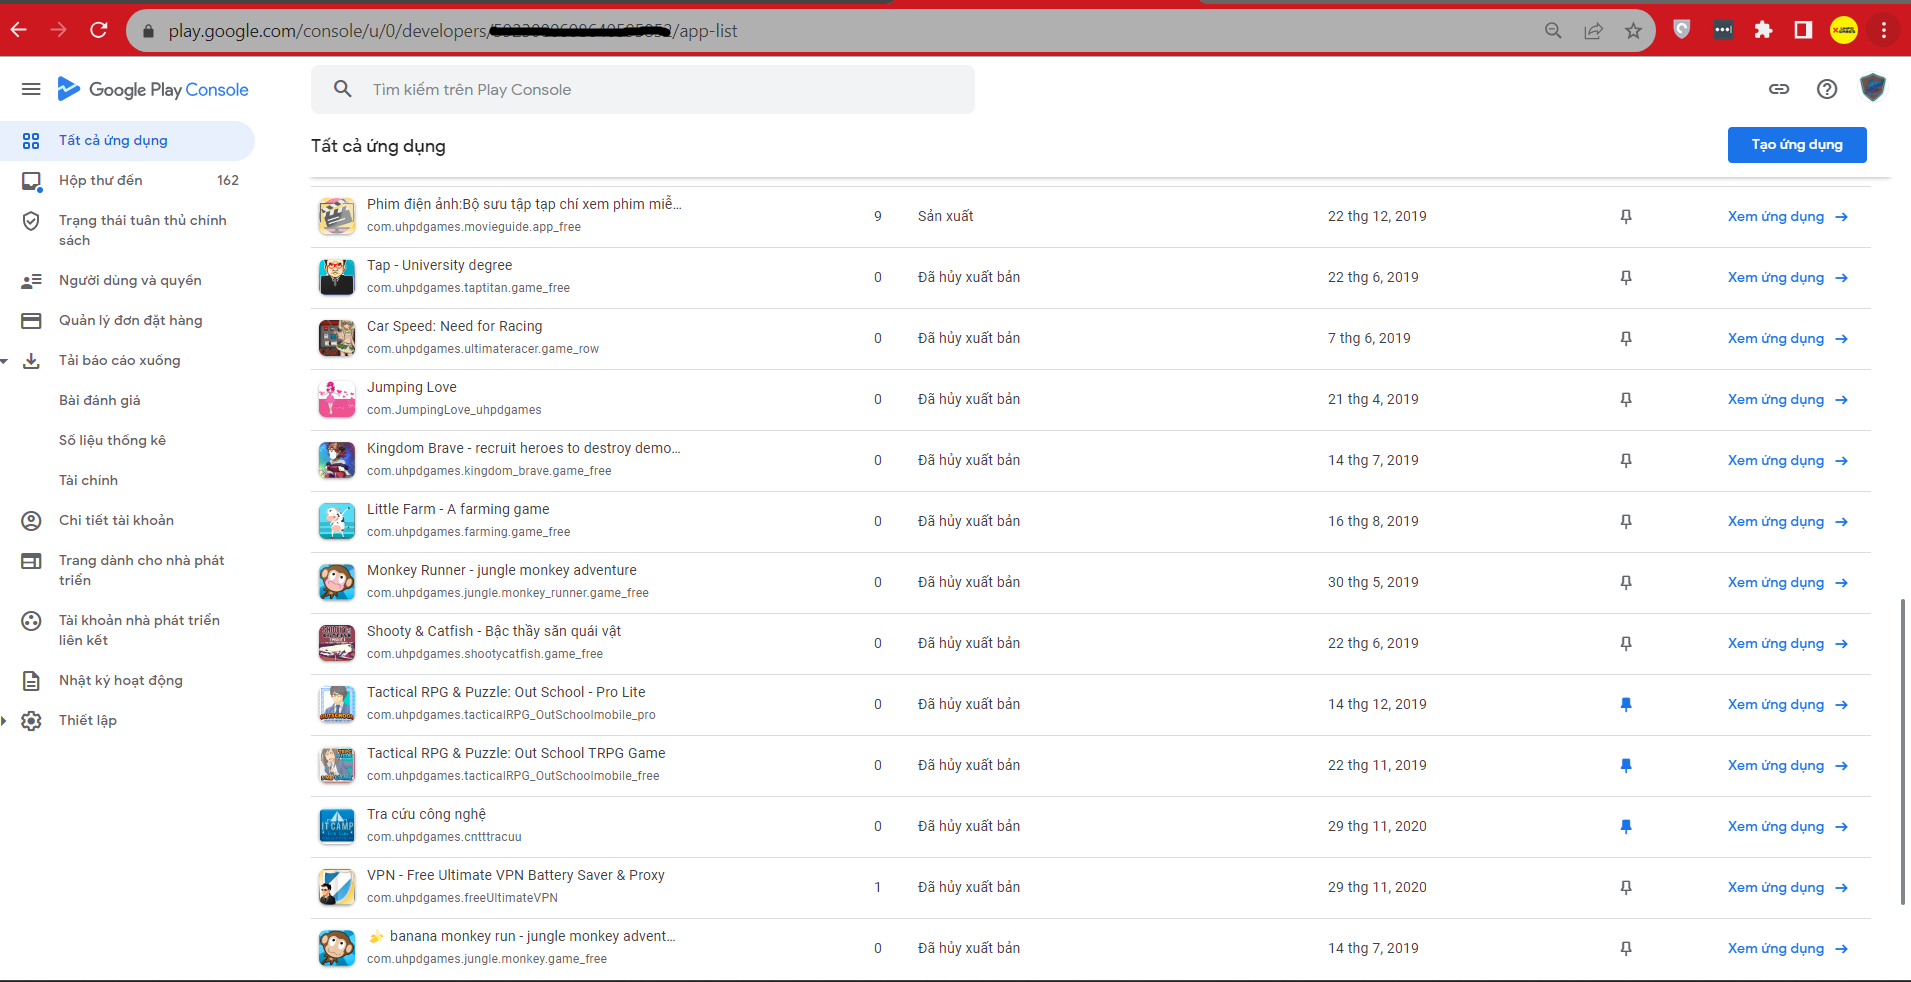 play.google.com/console/u/0/developers/ /app-list
Google Play Console
Tìm kiếm trên Play Console
Tất cả ứng dụng
Hộp thư đến 162
Trạng thái tuân thủ chính
sách
Người dùng và quyền
Quản lý đơn đặt hàng
Tải báo cáo xuống
Bài đánh giá
Số liệu thống kê
Tài chính
Chi tiết tài khoản
Trang dành cho nhà phát
triển
Tài khoản nhà phát triển
liên kết
Nhật ký hoạt động
Thiết lập
Tất cả ứng dụng
Tạo ứng dụng
Phim điện ảnh:Bộ sưu tập tạp chí xem phim miễ...
com.uhpdgames.movieguide.app_free
9 Sản xuất 22 thg 12, 2019 Xem ứng dụng
Tap - University degree
com.uhpdgames.taptitan.game_free
0 Đã hủy xuất bản 22 thg 6, 2019 Xem ứng dụng
Car Speed: Need for Racing
com.uhpdgames.ultimateracer.game_row
0 Đã hủy xuất bản 7 thg 6, 2019 Xem ứng dụng
Jumping Love
com.JumpingLove_uhpdgames
0 Đã hủy xuất bản 21 thg 4, 2019 Xem ứng dụng
Kingdom Brave - recruit heroes to destroy demo...
com.uhpdgames.kingdom_brave.game_free
0 Đã hủy xuất bản 14 thg 7, 2019 Xem ứng dụng
Little Farm - A farming game
com.uhpdgames.farming.game_free
0 Đã hủy xuất bản 16 thg 8, 2019 Xem ứng dụng
Monkey Runner - jungle monkey adventure
com.uhpdgames.jungle.monkey_runner.game_free
0 Đã hủy xuất bản 30 thg 5, 2019 Xem ứng dụng
Shooty & Catfish - Bậc thầy săn quái vật
com.uhpdgames.shootycatfish.game_free
0 Đã hủy xuất bản 22 thg 6, 2019 Xem ứng dụng
Tactical RPG & Puzzle: Out School - Pro Lite
com.uhpdgames.tacticalRPG_OutSchoolmobile_pro
0 Đã hủy xuất bản 14 thg 12, 2019 Xem ứng dụng
Tactical RPG & Puzzle: Out School TRPG Game
com.uhpdgames.tacticalRPG_OutSchoolmobile_free
0 Đã hủy xuất bản 22 thg 11, 2019 Xem ứng dụng
IT CAMP
Tra cứu công nghệ
com.uhpdgames.cntttracuu
0 Đã hủy xuất bản 29 thg 11, 2020 Xem ứng dụng
VPN - Free Ultimate VPN Battery Saver & Proxy
com.uhpdgames.freeUltimateVPN
1 Đã hủy xuất bản 29 thg 11, 2020 Xem ứng dụng
banana monkey run - jungle monkey advent...
com.uhpdgames.jungle.monkey.game_free
0 Đã hủy xuất bản 14 thg 7, 2019 Xem ứng dụng